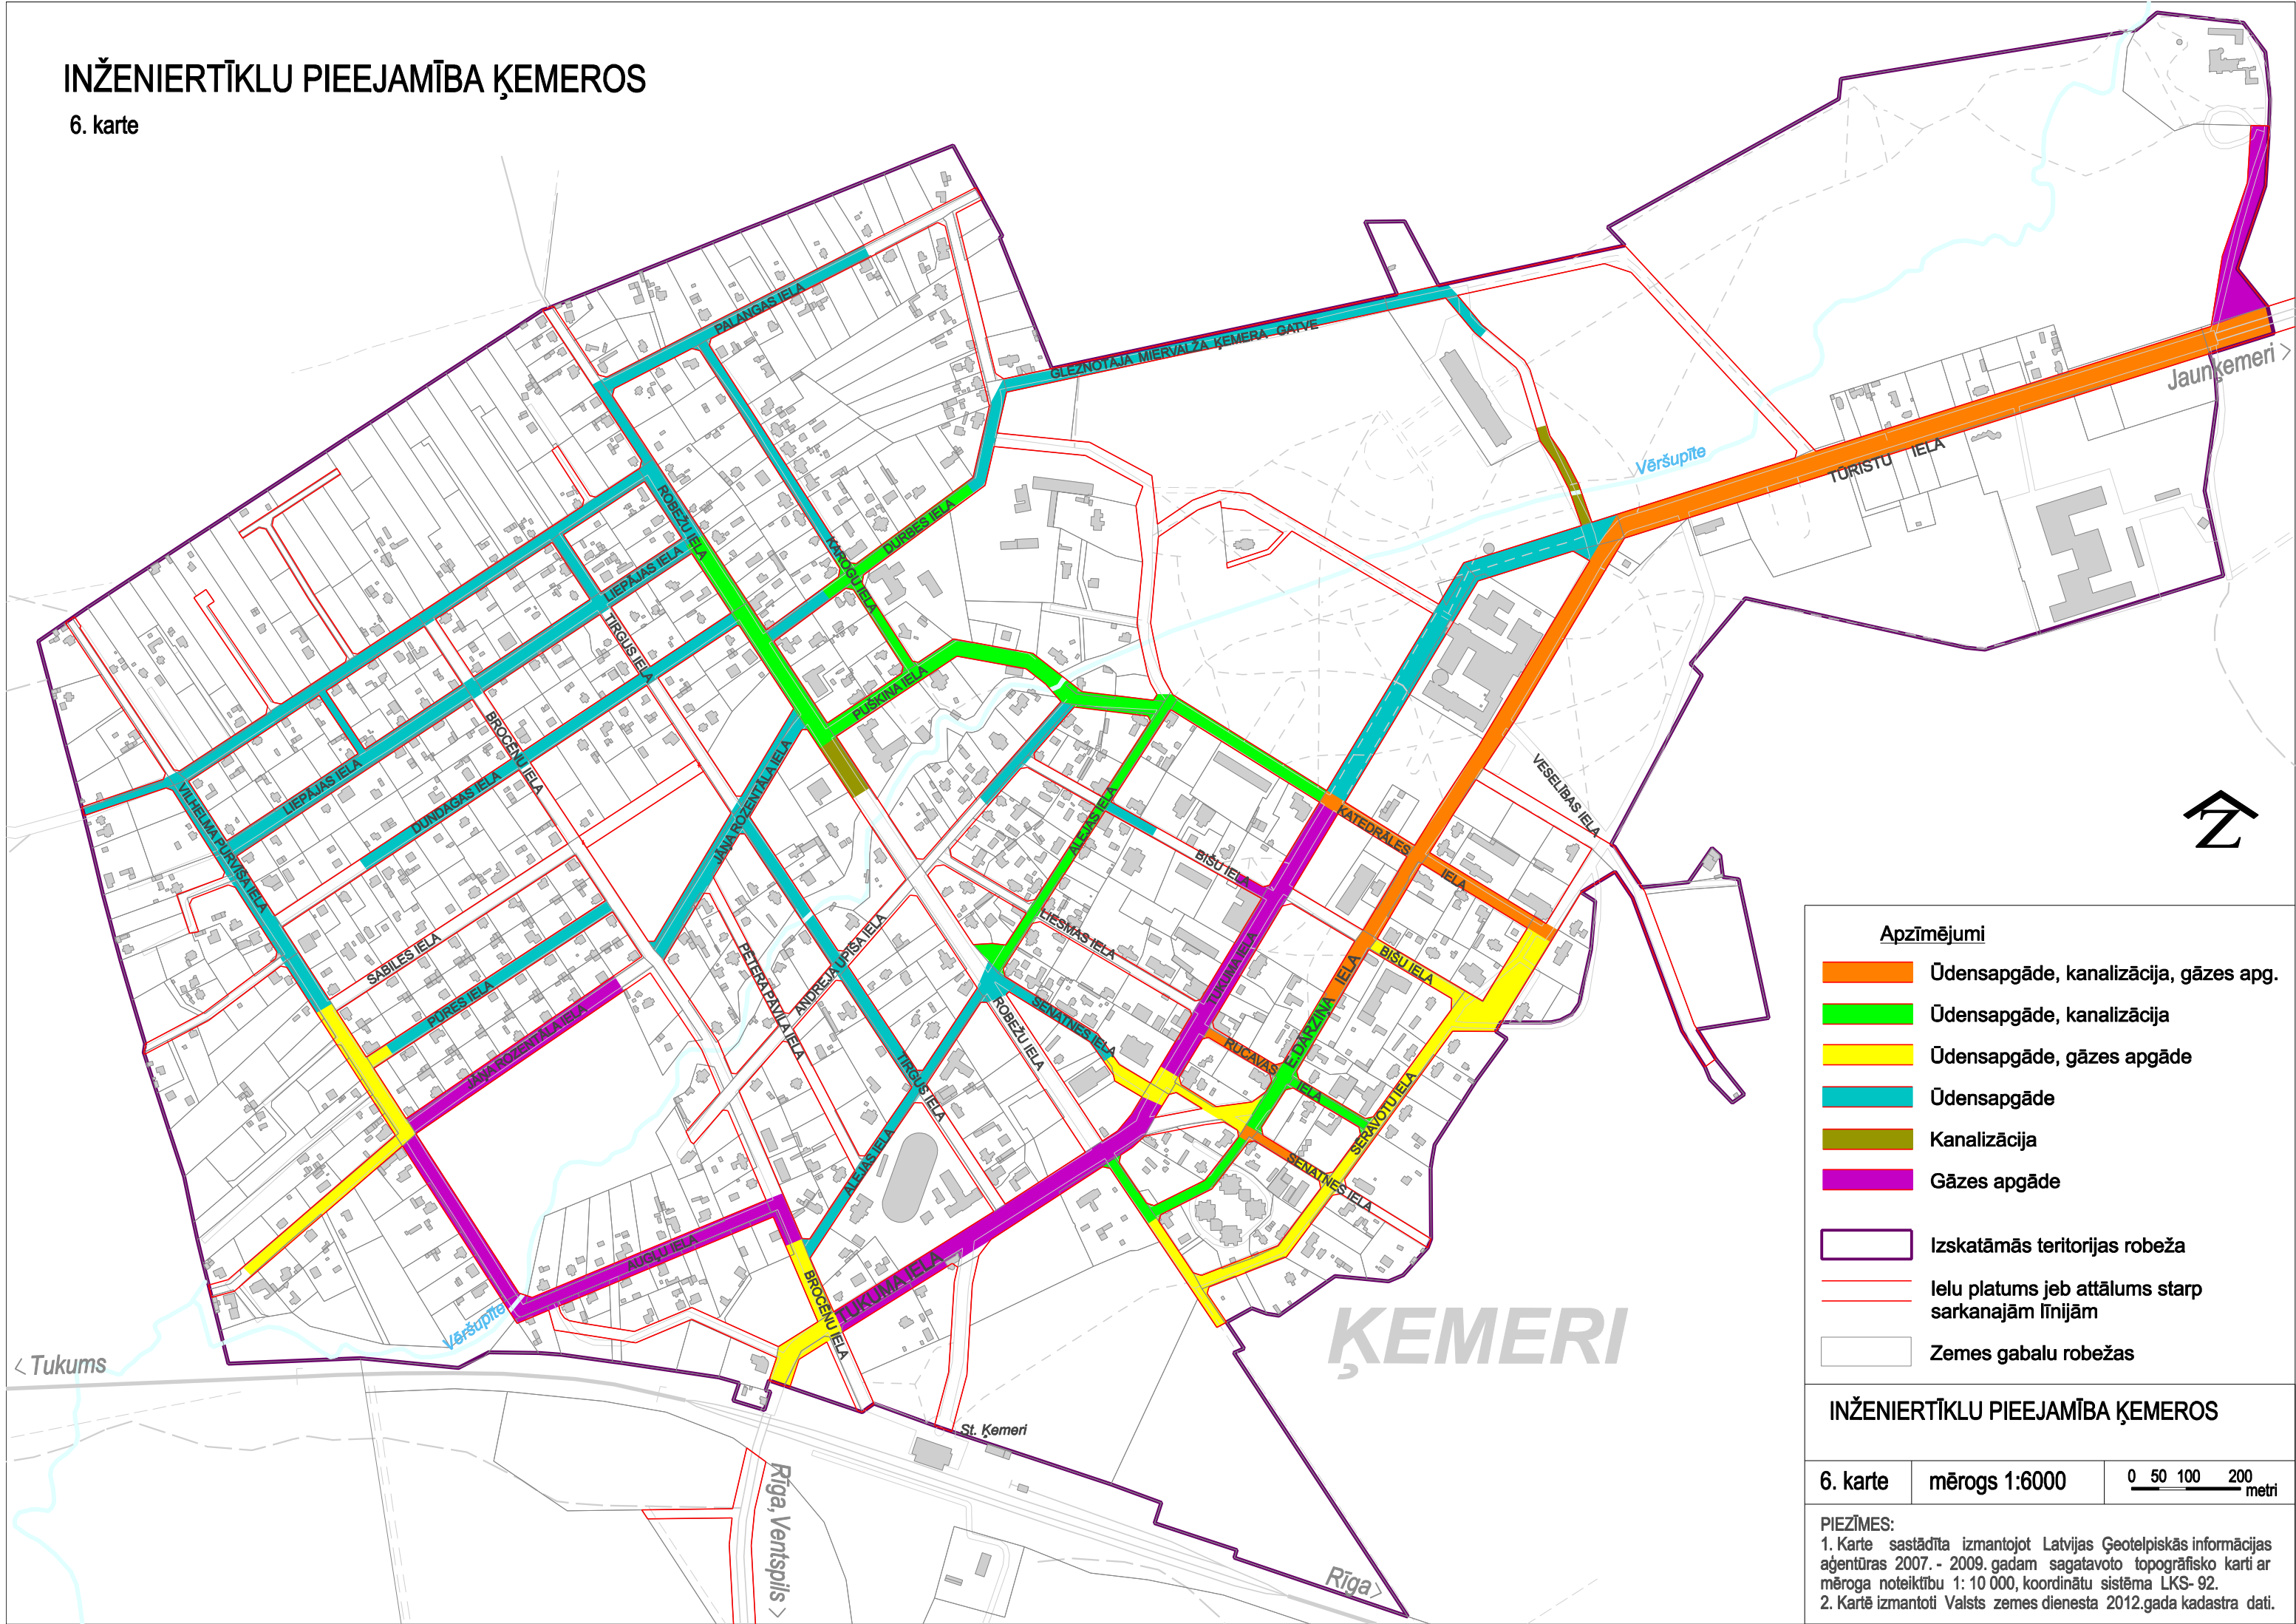 INŽENIERTĪKLU PIEEJAMĪBA ĶEMEROS
6. karte
PALANGAS IELA
GLEZNOTĀJA MIERVALŽA ĶEMERA GATVE
Jaunķemeri >
TŪRISTU IELA
Vēršupīte
ROBEŽU IELA
DURBES IELA
KAROGU IELA
LIEPĀJAS IELA
TIRGUS IELA
PUŠKINA IELA
BROCĒNU IELA
JĀŅA ROZENTĀLA IELA
LIEPĀJAS IELA
DUNDAGAS IELA
VILHELMA PURVĪŠA IELA
VESELĪBAS IELA
ALEJAS IELA
KATEDRĀLES IELA
BIŠU IELA
SABILES IELA
PŪRES IELA
LIESMAS IELA
ANDREJA UPĪŠA IELA
PĒTERA PĀVILA IELA
BIŠU IELA
TUKUMA IELA
E.DĀRZIŅA IELA
JĀŅA ROZENTĀLA IELA
SENATNES IELA
ROBEŽU IELA
RUCAVAS IELA
TIRGUS IELA
SĒRAVOTU IELA
ALEJAS IELA
SENATNES IELA
AUGĻU IELA
BROCĒNU IELA
TUKUMA IELA
Vēršupīte
ĶEMERI
< Tukums
St. Ķemeri
Rīga, Ventspils >
Rīga >
Z
Apzīmējumi
Ūdensapgāde, kanalizācija, gāzes apg.
Ūdensapgāde, kanalizācija
Ūdensapgāde, gāzes apgāde
Ūdensapgāde
Kanalizācija
Gāzes apgāde
Izskatāmās teritorijas robeža
Ielu platums jeb attālums starp
sarkanajām līnijām
Zemes gabalu robežas
INŽENIERTĪKLU PIEEJAMĪBA ĶEMEROS
6. karte mērogs 1:6000 0 50 100 200 metri
PIEZĪMES:
1. Karte sastādīta izmantojot Latvijas Ģeotelpiskās informācijas
aģentūras 2007. - 2009. gadam sagatavoto topogrāfisko karti ar
mēroga noteiktību 1: 10 000, koordinātu sistēma LKS- 92.
2. Kartē izmantoti Valsts zemes dienesta 2012.gada kadastra dati.